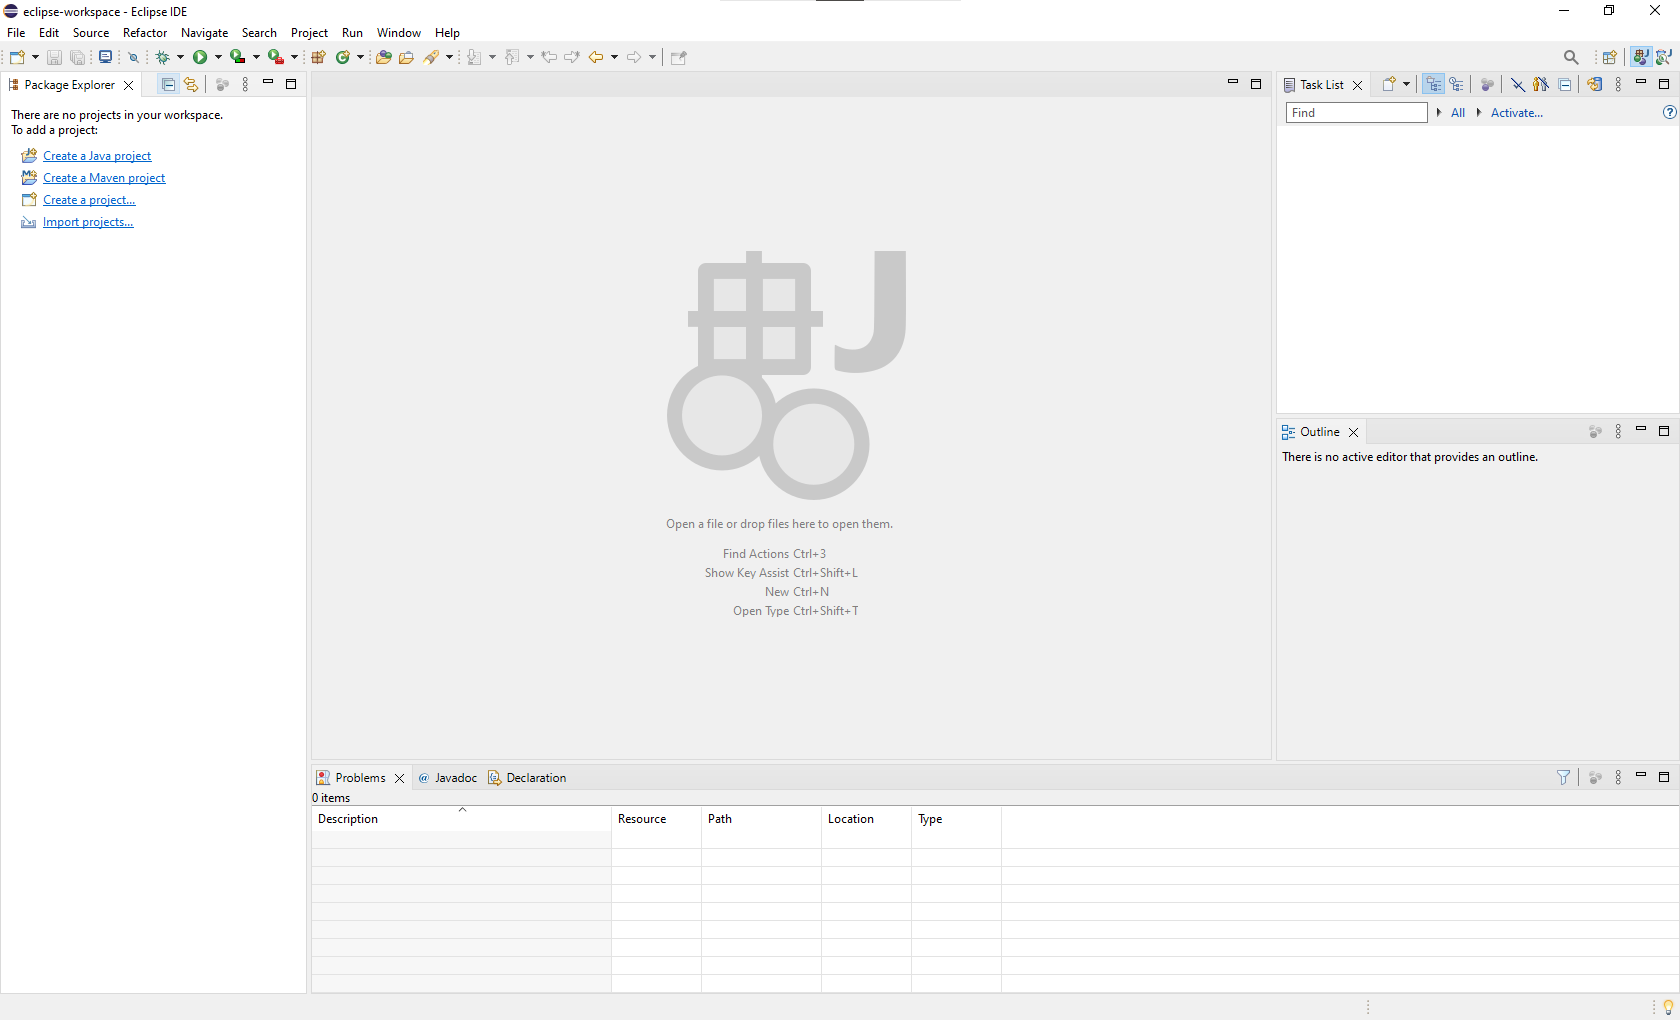 eclipse-workspace - Eclipse IDE
File Edit Source Refactor Navigate Search Project Run Window Help
Package Explorer
There are no projects in your workspace.
To add a project:
Create a Java project
Create a Maven project
Create a project...
Import projects...
J
Open a file or drop files here to open them.
Find Actions Ctrl+3
Show Key Assist Ctrl+Shift+L
New Ctrl+N
Open Type Ctrl+Shift+T
Task List
Find All Activate...
Outline
There is no active editor that provides an outline.
Problems @ Javadoc Declaration
0 items
Description Resource Path Location Type